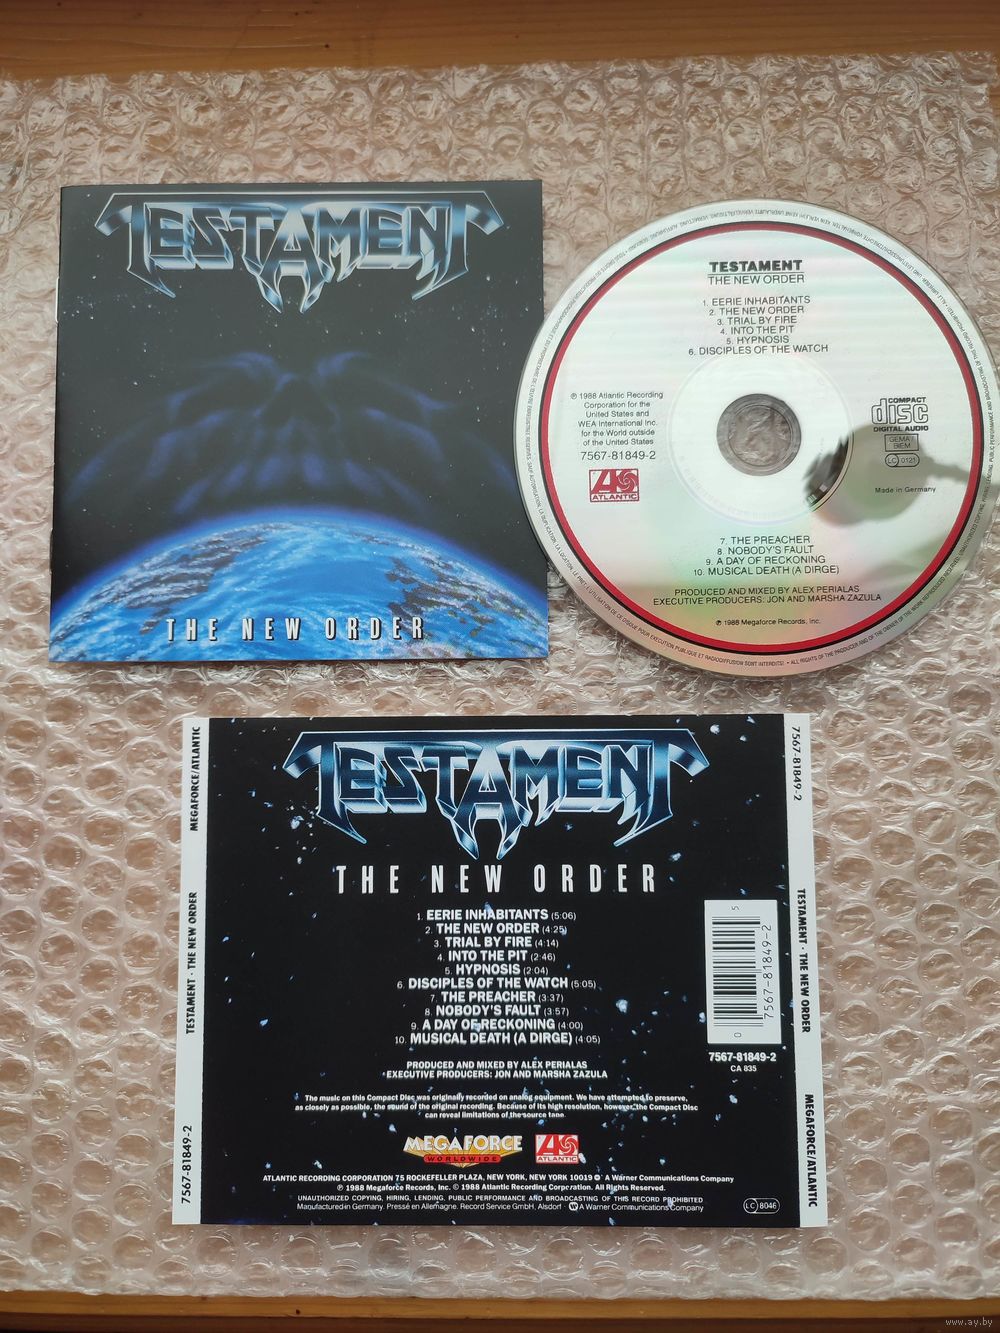 TESTAMENT
THE NEW ORDER
TESTAMENT
THE NEW ORDER
1. EERIE INHABITANTS
2. THE NEW ORDER
3. TRIAL BY FIRE
4. INTO THE PIT
5. HYPNOSIS
6. DISCIPLES OF THE WATCH
℗ 1988 Atlantic Recording
Corporation for the
United States and
WEA International Inc.
for the World outside
of the United States
7567-81849-2
ATLANTIC
COMPACT
disc
DIGITAL AUDIO
GEMA
BIEM
LC 0121
Made in Germany
7. THE PREACHER
8. NOBODY'S FAULT
9. A DAY OF RECKONING
10. MUSICAL DEATH (A DIRGE)
PRODUCED AND MIXED BY ALEX PERIALAS
EXECUTIVE PRODUCERS: JON AND MARSHA ZAZULA
℗ 1988 Megaforce Records, Inc.
MEGAFORCE/ATLANTIC
TESTAMENT · THE NEW ORDER
7567-81849-2
TESTAMENT
THE NEW ORDER
1. EERIE INHABITANTS (5:06)
2. THE NEW ORDER (4:25)
3. TRIAL BY FIRE (4:14)
4. INTO THE PIT (2:46)
5. HYPNOSIS (2:04)
6. DISCIPLES OF THE WATCH (5:05)
7. THE PREACHER (3:37)
8. NOBODY'S FAULT (3:57)
9. A DAY OF RECKONING (4:00)
10. MUSICAL DEATH (A DIRGE) (4:05)
PRODUCED AND MIXED BY ALEX PERIALAS
EXECUTIVE PRODUCERS: JON AND MARSHA ZAZULA
The music on this Compact Disc was originally recorded on analog equipment. We have attempted to preserve,
as closely as possible, the sound of the original recording. Because of its high resolution, however, the Compact Disc
can reveal limitations of the source tape.
MEGAFORCE
WORLDWIDE
ATLANTIC
ATLANTIC RECORDING CORPORATION 75 ROCKEFELLER PLAZA, NEW YORK, NEW YORK 10019 A Warner Communications Company
℗ 1988 Megaforce Records, Inc. © 1988 Atlantic Recording Corporation. All Rights Reserved.
UNAUTHORIZED COPYING, HIRING, LENDING, PUBLIC PERFORMANCE AND BROADCASTING OF THIS RECORD PROHIBITED
Manufactured in Germany. Pressé en Allemagne. Record Service GmbH, Alsdorf · A Warner Communications Company
LC 8046
5
7567-81849-2
0
7567-81849-2
CA 835
7567-81849-2
TESTAMENT · THE NEW ORDER
MEGAFORCE/ATLANTIC
www.ay.by